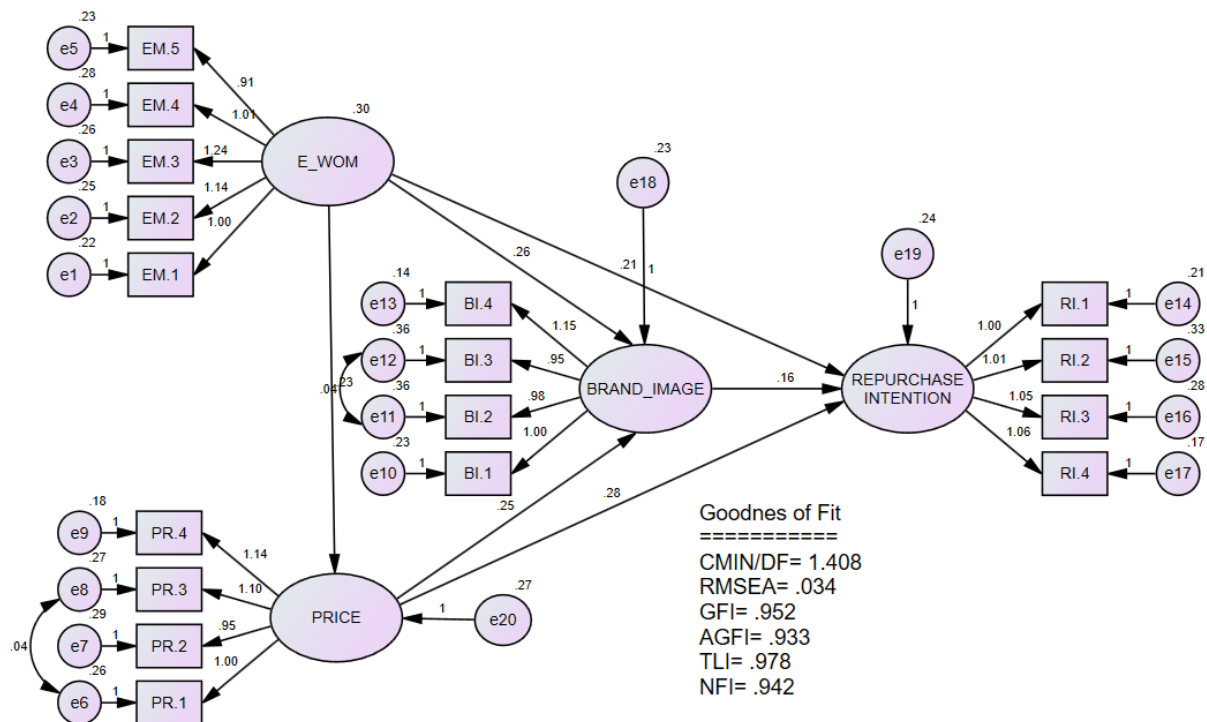 .23
e5
1
EM.5
.28
.91
e4
1
EM.4
.26
1.01
.30
e3
1
EM.3
1.24
E_WOM
.25
e2
1
EM.2
1.14
.22
1.00
e1
1
EM.1
.23
e18
1
.26
.21
.24
e19
1
.14
e13
1
BI.4
.36
1.15
e12
1
BI.3
.95
.04
.23
.36
e11
1
BI.2
.98
.23
1.00
e10
1
BI.1
BRAND_IMAGE
.16
REPURCHASE
INTENTION
.21
RI.1
1
e14
1.00
.33
1.01
RI.2
1
e15
.28
1.05
RI.3
1
e16
1.06
.17
RI.4
1
e17
.25
.28
.18
e9
1
PR.4
.27
1.14
e8
1
PR.3
1.10
.29
.04
e7
1
PR.2
.95
.26
1.00
e6
1
PR.1
PRICE
1
e20
.27
Goodnes of Fit
===========
CMIN/DF= 1.408
RMSEA= .034
GFI= .952
AGFI= .933
TLI= .978
NFI= .942